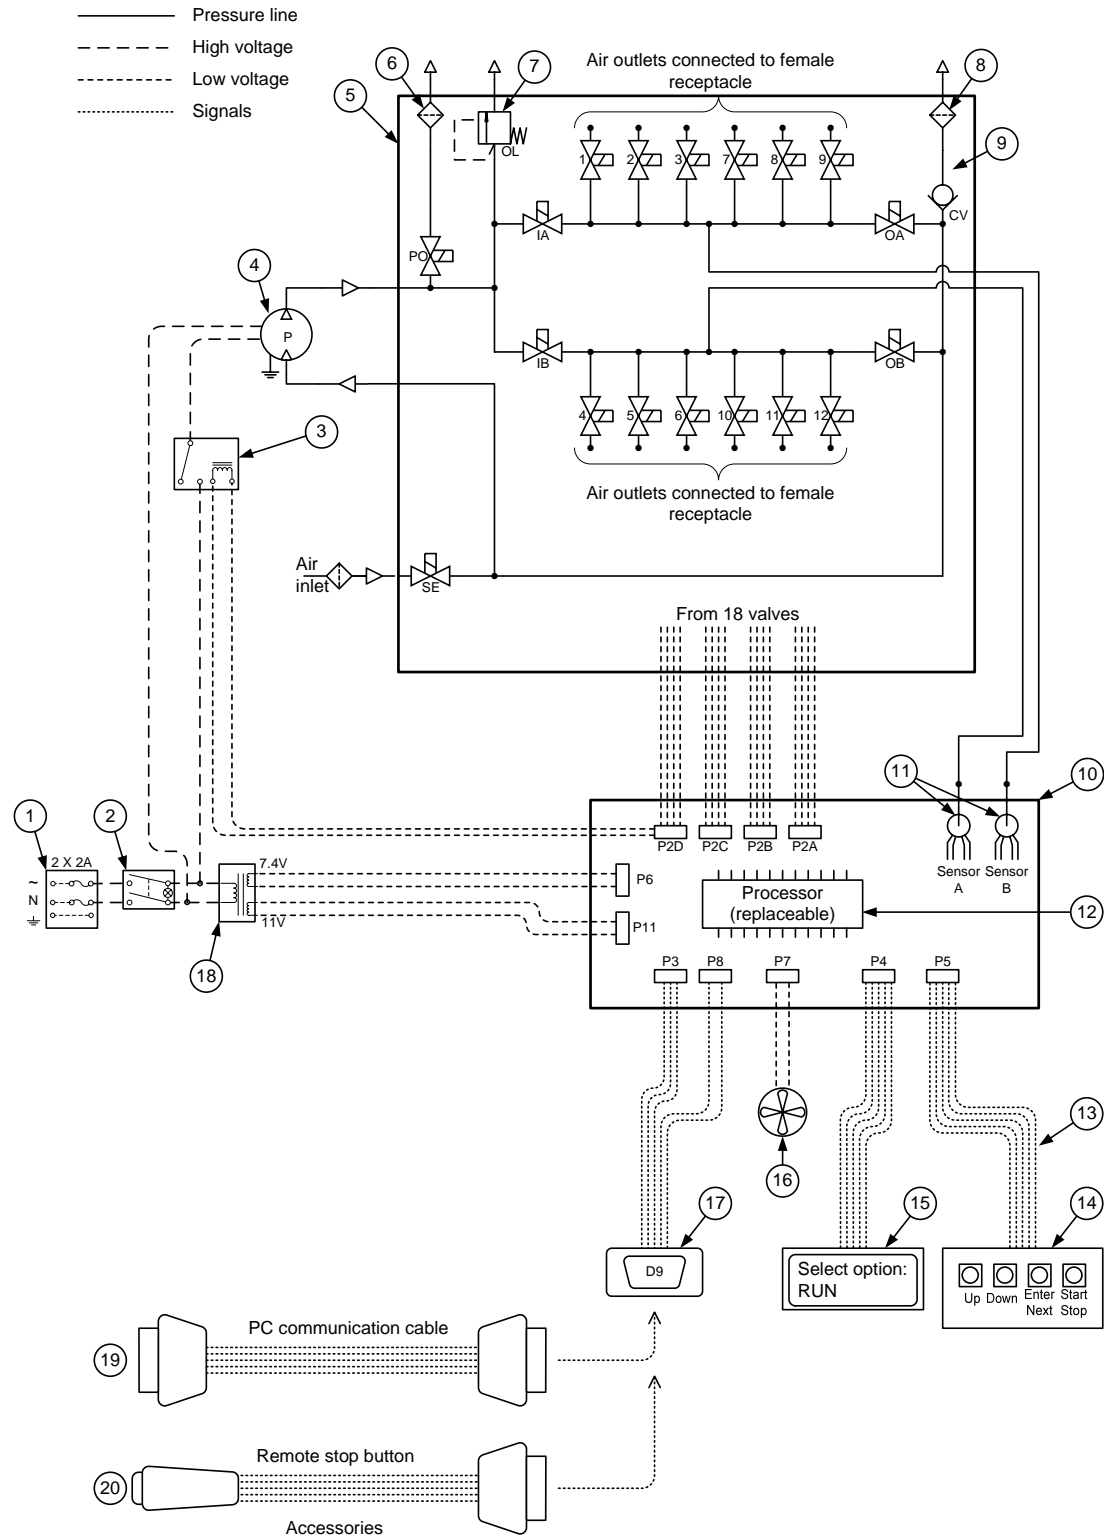 Pressure line
High voltage
Low voltage
Signals
6
7
Air outlets connected to female
receptacle
8
5
OL
1
2
3
7
8
9
9
CV
IA
OA
PO
4
P
IB
OB
4
5
6
10
11
12
3
Air outlets connected to female
receptacle
Air
inlet
SE
From 18 valves
11
10
1
2
2 X 2A
~
N
7.4V
11V
18
P2D
P2C
P2B
P2A
Sensor
A
Sensor
B
P6
P11
Processor
(replaceable)
12
P3
P8
P7
P4
P5
13
16
17
15
14
D9
Select option:
RUN
Up
Down
Enter
Next
Start
Stop
19
PC communication cable
20
Remote stop button
Accessories